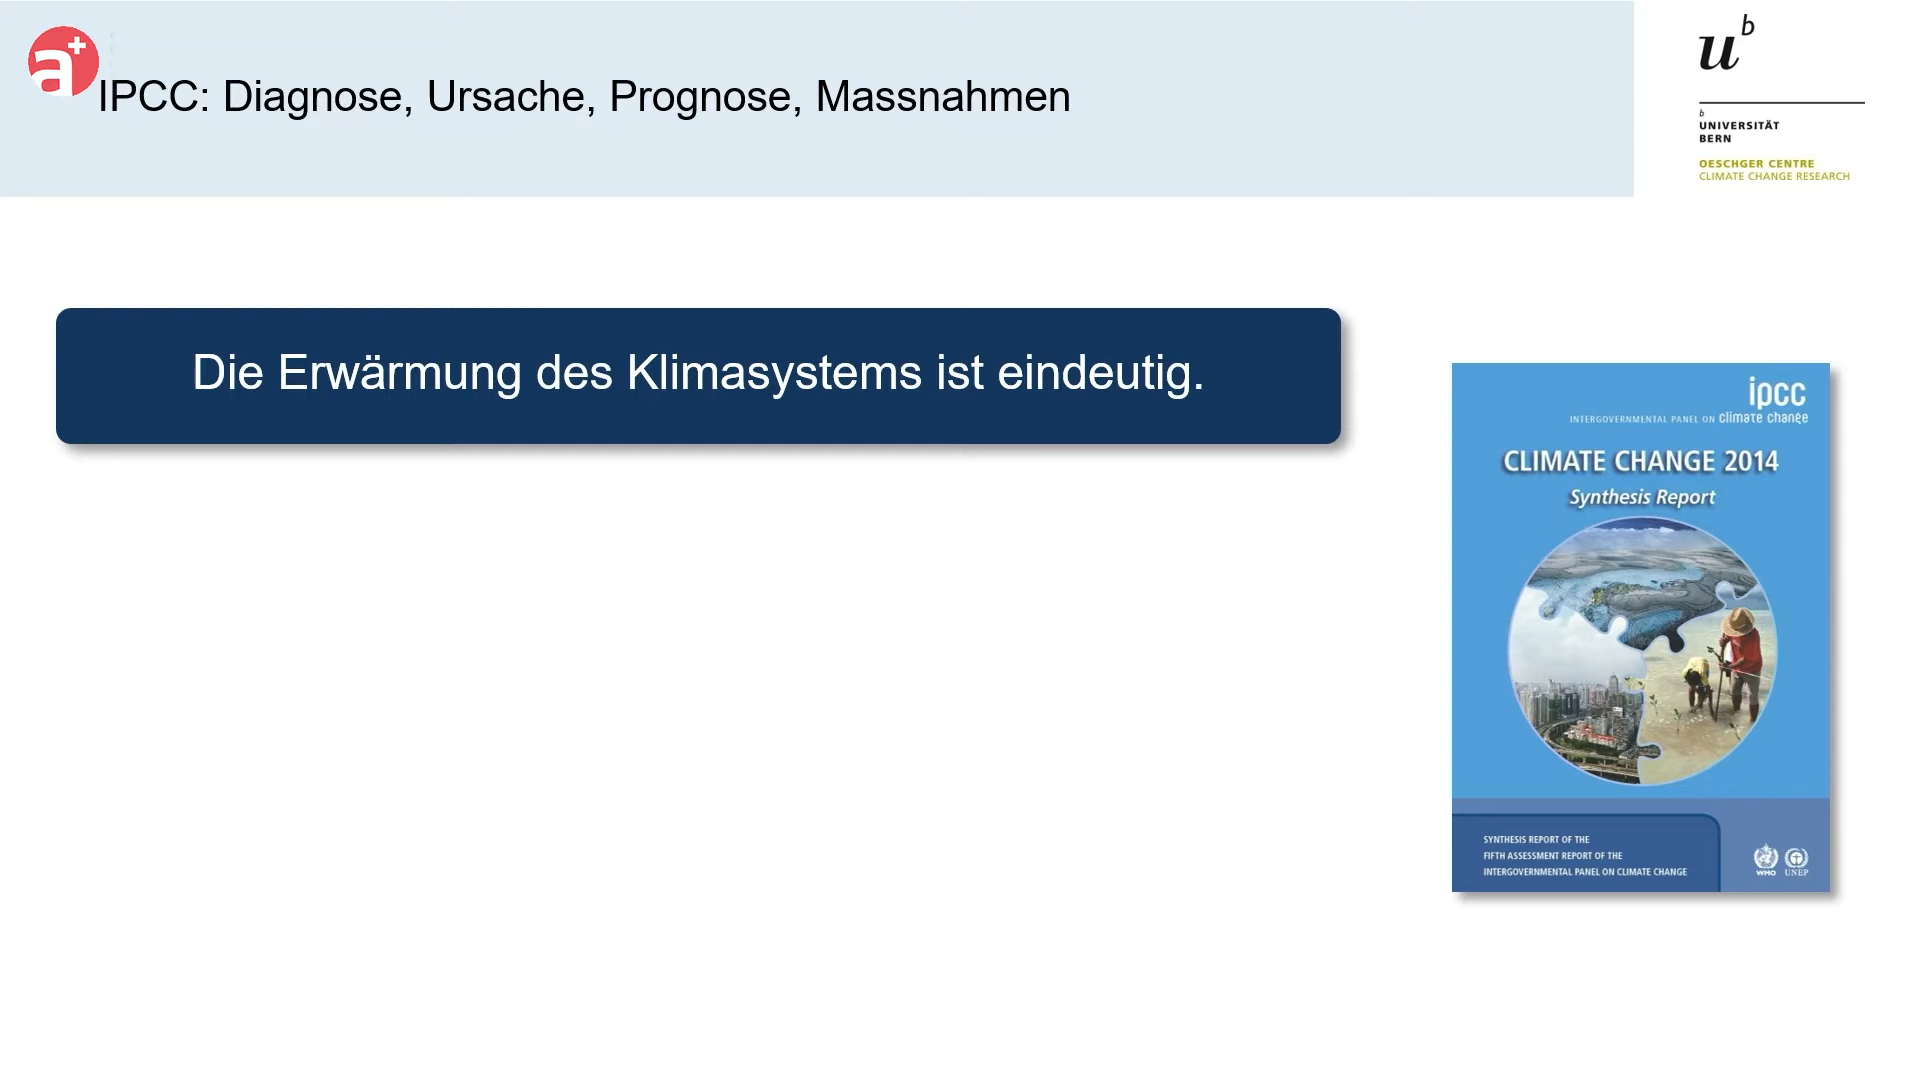 a+
IPCC: Diagnose, Ursache, Prognose, Massnahmen
u b
b
UNIVERSITÄT
BERN
OESCHGER CENTRE
CLIMATE CHANGE RESEARCH
Die Erwärmung des Klimasystems ist eindeutig.
ipcc
INTERGOVERNMENTAL PANEL ON climate change
CLIMATE CHANGE 2014
Synthesis Report
SYNTHESIS REPORT OF THE
FIFTH ASSESSMENT REPORT OF THE
INTERGOVERNMENTAL PANEL ON CLIMATE CHANGE
WMO UNEP